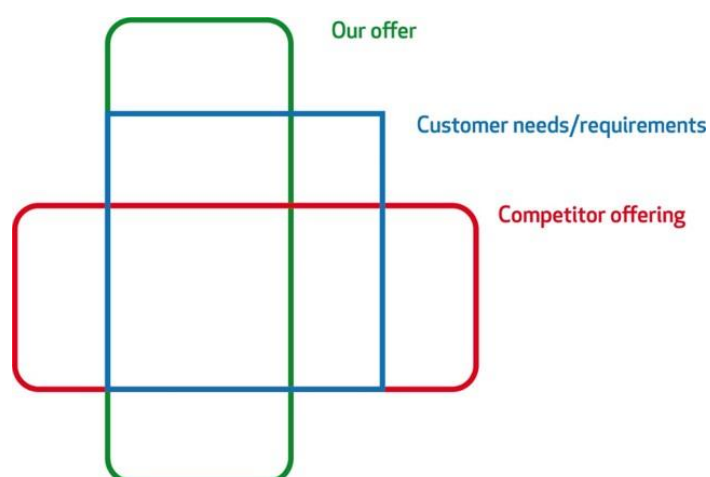 Our offer
Customer needs/requirements
Competitor offering